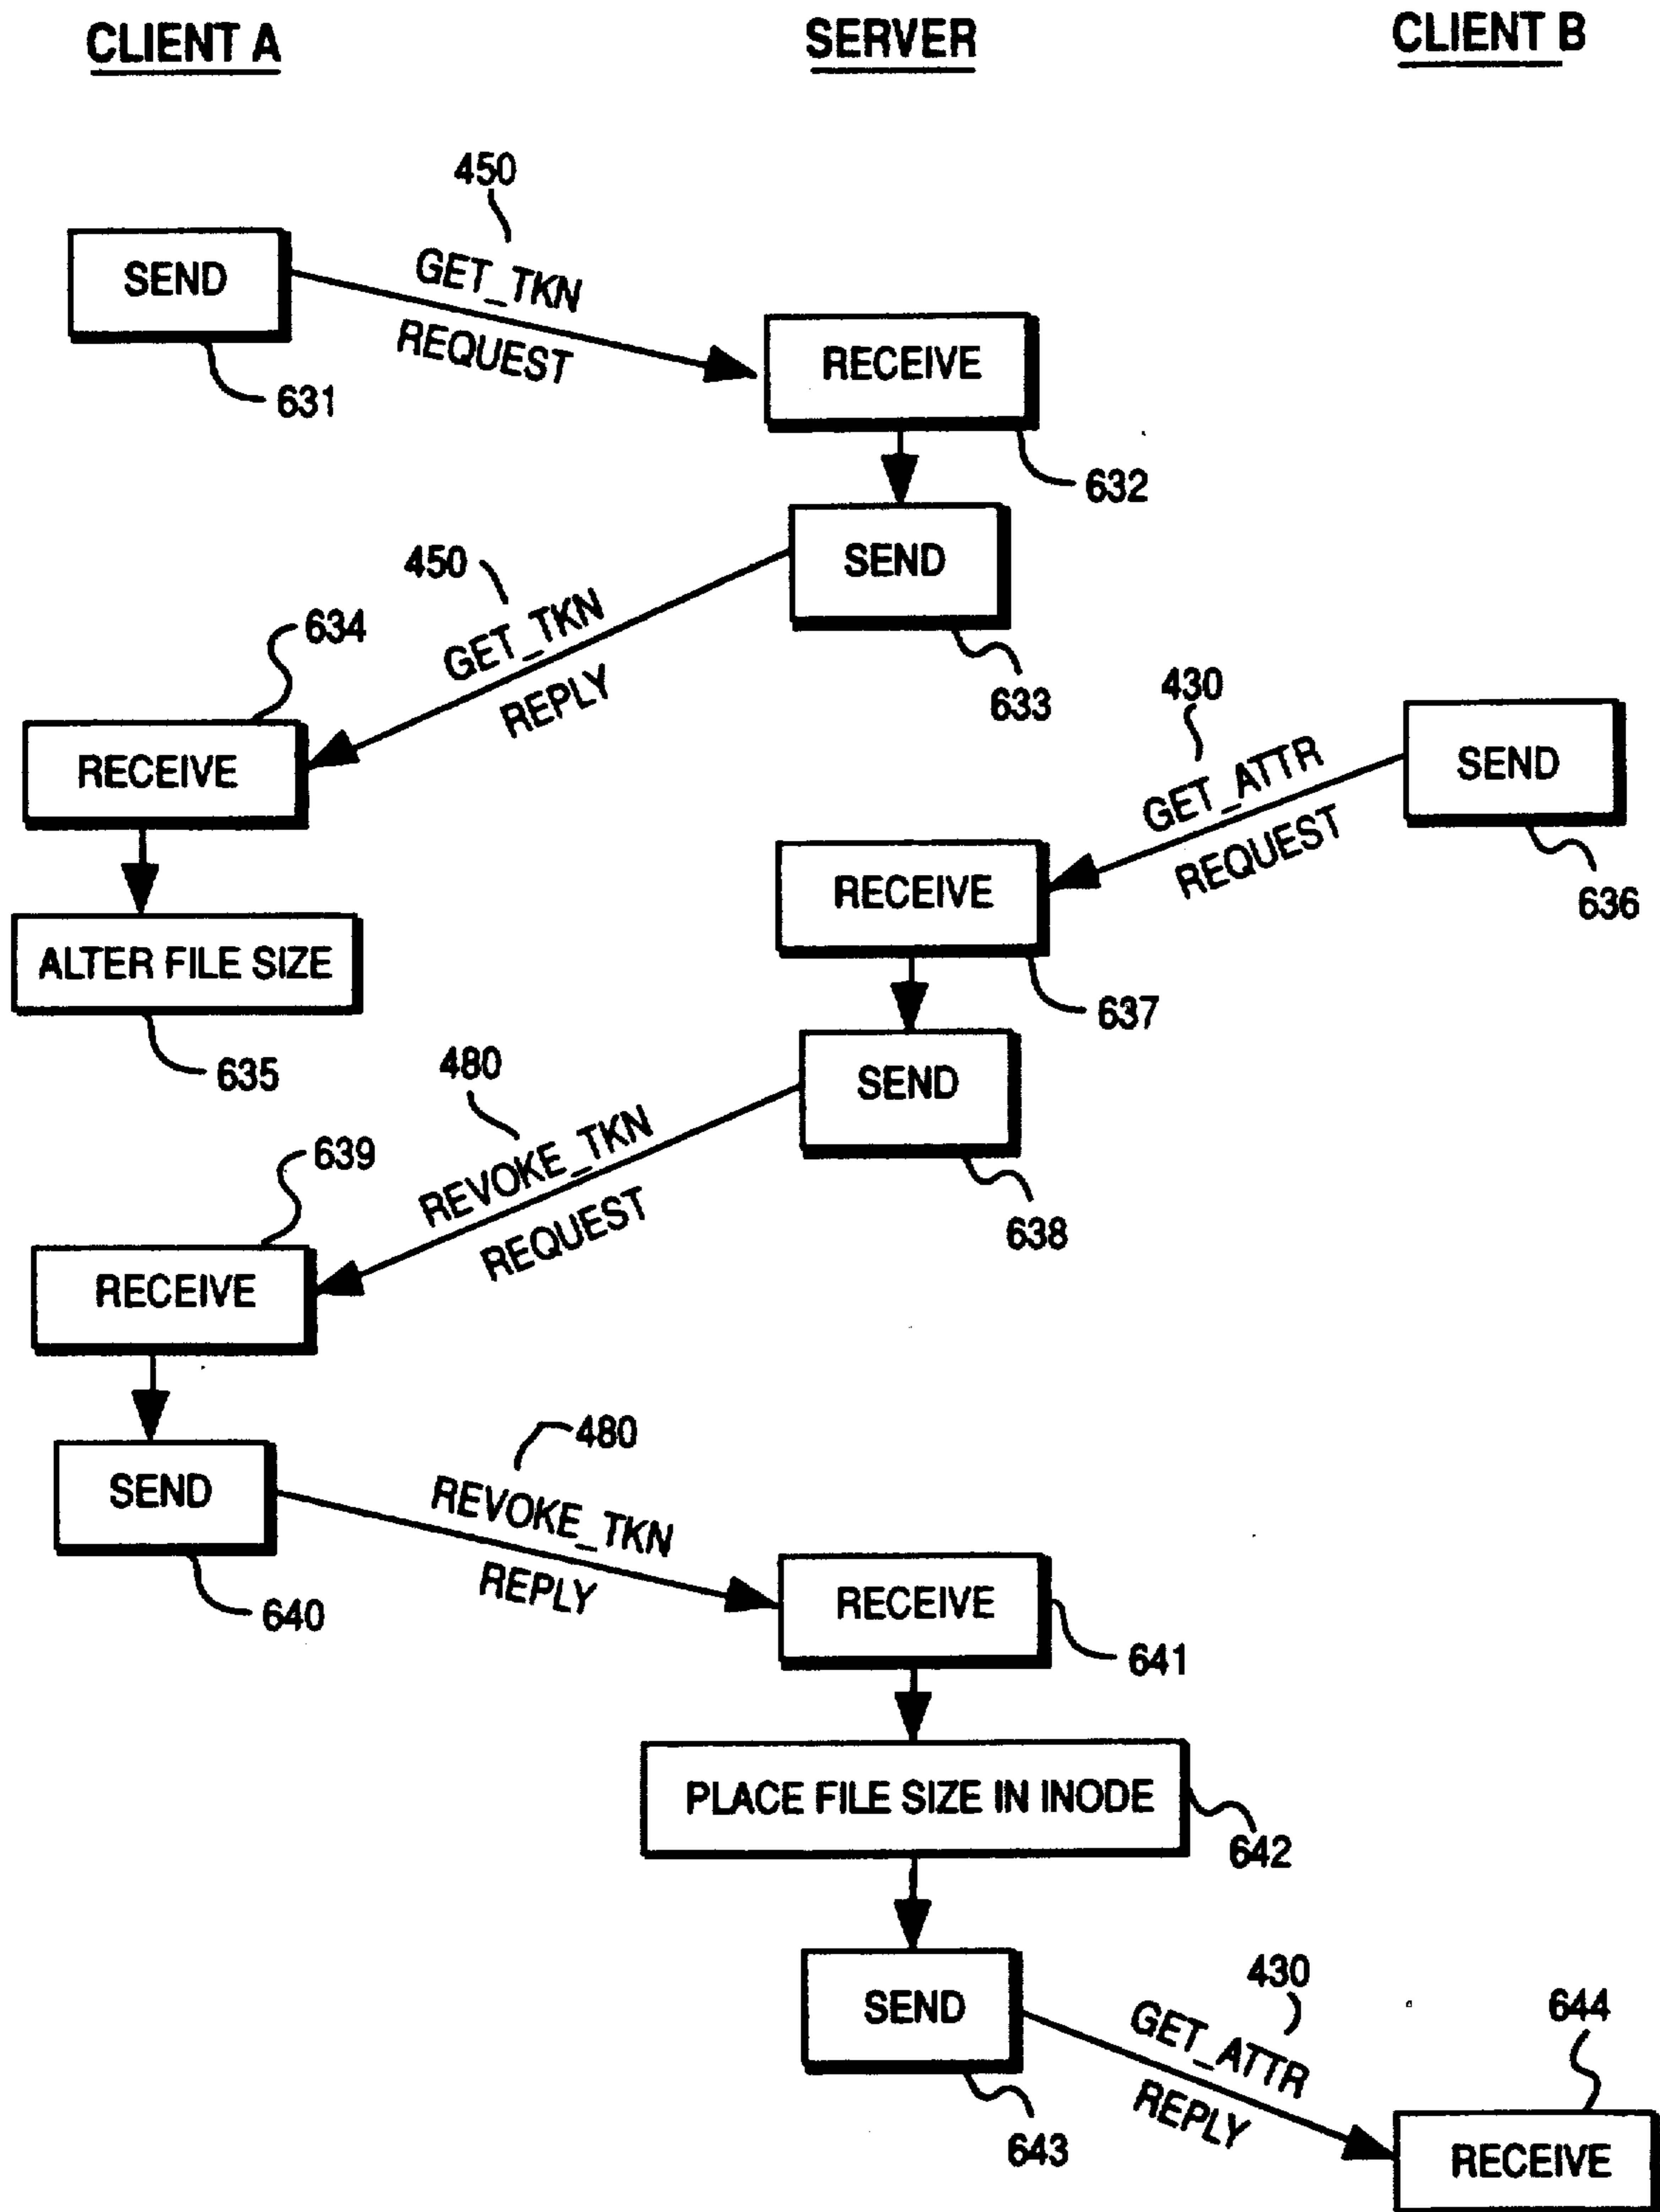 CLIENT A
SERVER
CLIENT B
450
SEND
GET_TKN
REQUEST
631
RECEIVE
632
SEND
633
450
GET_TKN
REPLY
634
RECEIVE
ALTER FILE SIZE
635
430
SEND
GET_ATTR
REQUEST
636
RECEIVE
637
SEND
638
480
REVOKE_TKN
REQUEST
639
RECEIVE
SEND
640
480
REVOKE_TKN
REPLY
RECEIVE
641
PLACE FILE SIZE IN INODE
642
SEND
643
430
GET_ATTR
REPLY
644
RECEIVE